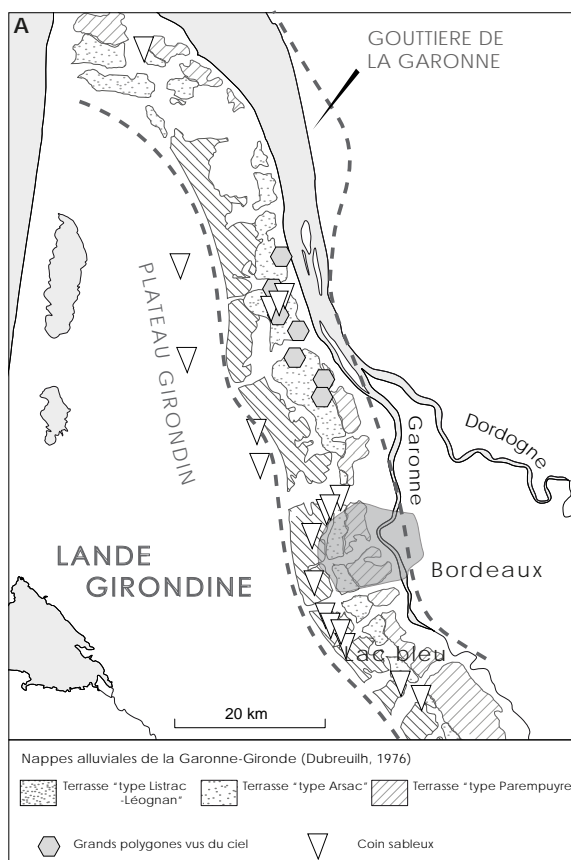 A
GOUTTIERE DE
LA GARONNE
PLATEAU GIRONDIN
Garonne
Dordogne
LANDE
GIRONDINE
Bordeaux
Lac bleu
20 km
Nappes alluviales de la Garonne-Gironde (Dubreuilh, 1976)
Terrasse "type Listrac
-Léognan"
Terrasse "type Arsac"
Terrasse "type Parempuyre"
Grands polygones vus du ciel
Coin sableux